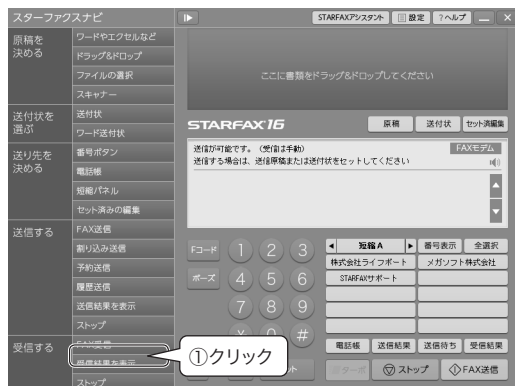 スターファクスナビ
STARFAXアシスタント
設定
?ヘルプ
原稿を
決める
ワードやエクセルなど
ドラッグ&ドロップ
ファイルの選択
スキャナー
送付状を
選ぶ
送付状
ワード送付状
送り先を
決める
番号ボタン
電話帳
短縮パネル
セット済みの編集
送信する
FAX送信
割り込み送信
予約送信
履歴送信
送信結果を表示
ストップ
受信する
FAX受信
受信結果を表示
ストップ
ここに書類をドラッグ&ドロップしてください
STARFAX16
原稿
送付状
セット済編集
送信が可能です。(受信は手動)
送信する場合は、送信原稿または送付状をセットしてください
FAXモデム
Fコード
1 2 3
ポーズ
4 5 6
7 8 9
0 #
短縮A
番号表示
全選択
株式会社ライフボート
メガソフト株式会社
STARFAXサポート
電話帳
送信結果
送信待ち
受信結果
ストップ
FAX送信
①クリック